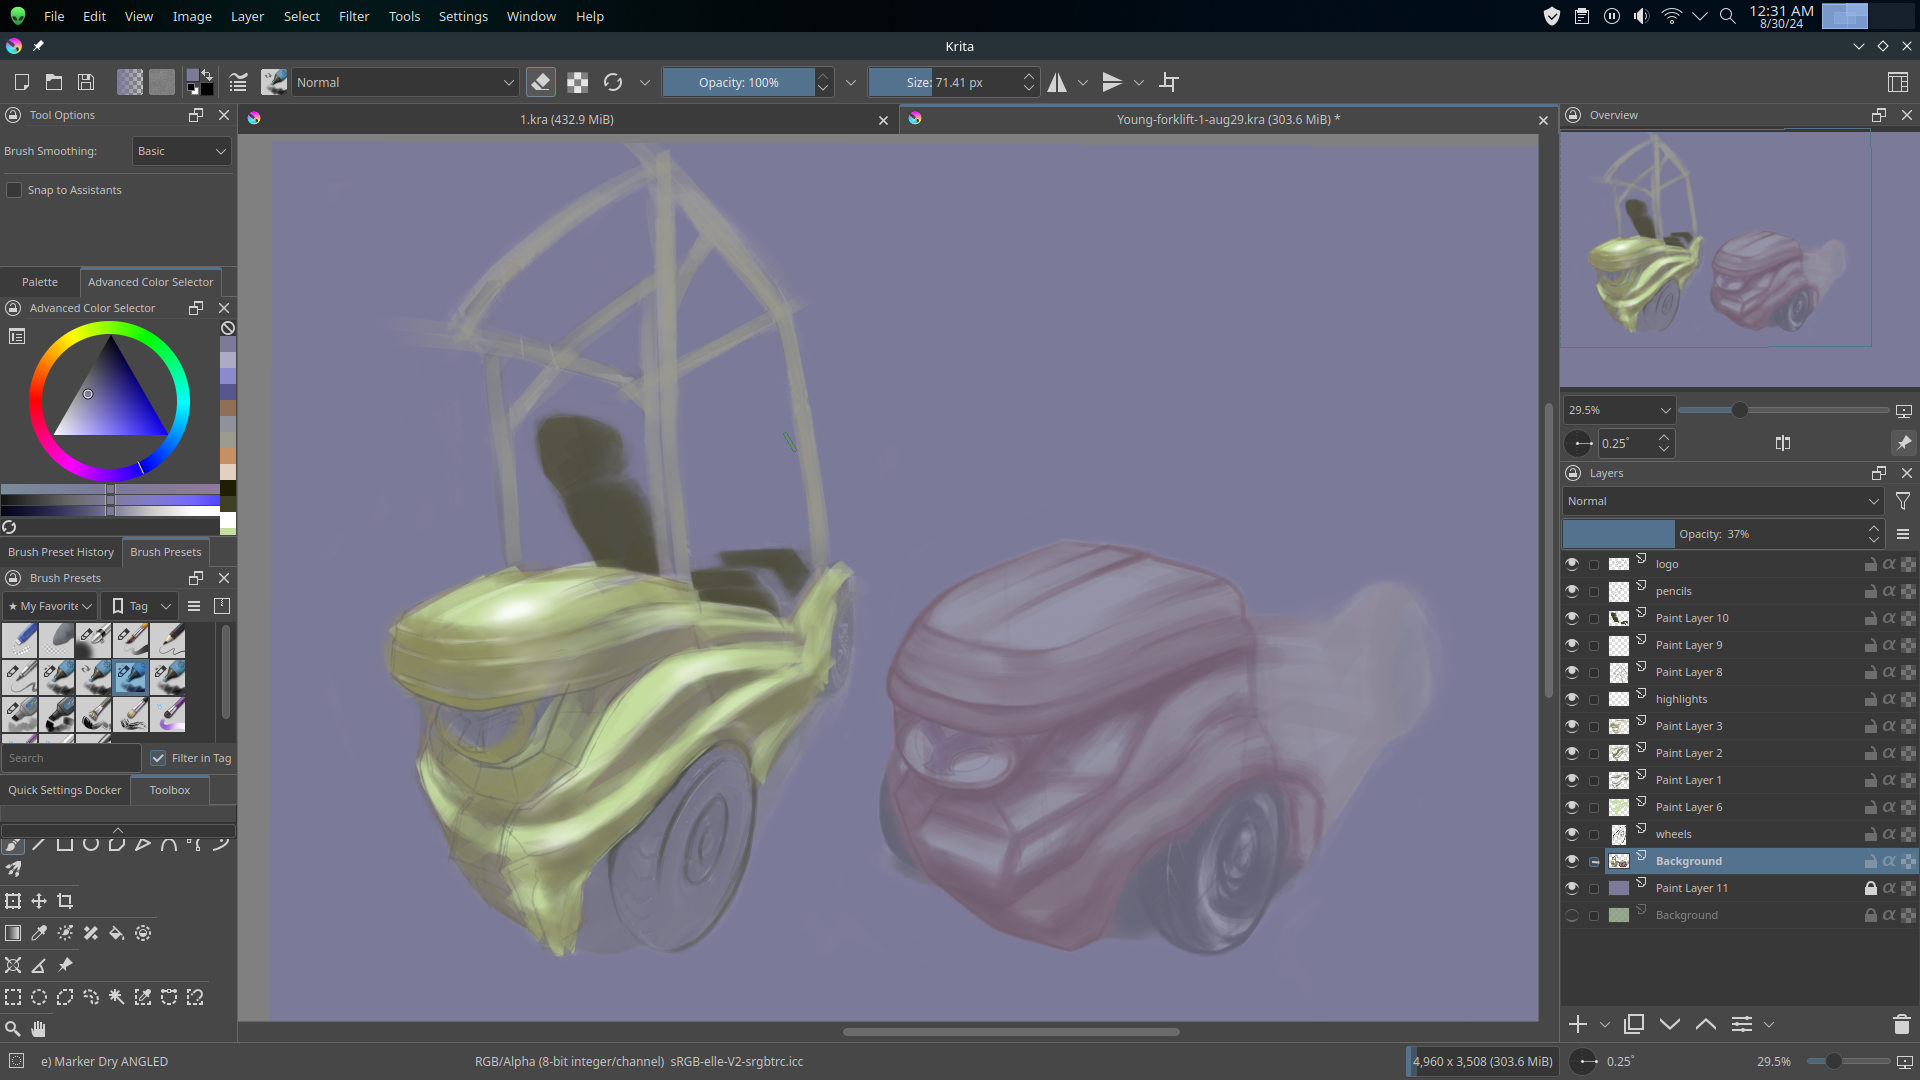 File Edit View Image Layer Select Filter Tools Settings Window Help
12:31 AM
8/30/24
Krita
Normal
Opacity: 100%
Size: 71.41 px
Tool Options
Brush Smoothing:
Basic
Snap to Assistants
Palette
Advanced Color Selector
Advanced Color Selector
Brush Preset History
Brush Presets
Brush Presets
★ My Favorite
Tag
Search
Filter in Tag
Quick Settings Docker
Toolbox
1.kra (432.9 MiB)
Young-forklift-1-aug29.kra (303.6 MiB) *
Overview
29.5%
0.25°
Layers
Normal
Opacity: 37%
logo
pencils
Paint Layer 10
Paint Layer 9
Paint Layer 8
highlights
Paint Layer 3
Paint Layer 2
Paint Layer 1
Paint Layer 6
wheels
Background
Paint Layer 11
Background
e) Marker Dry ANGLED
RGB/Alpha (8-bit integer/channel) sRGB-elle-V2-srgbtrc.icc
4,960 x 3,508 (303.6 MiB)
0.25°
29.5%